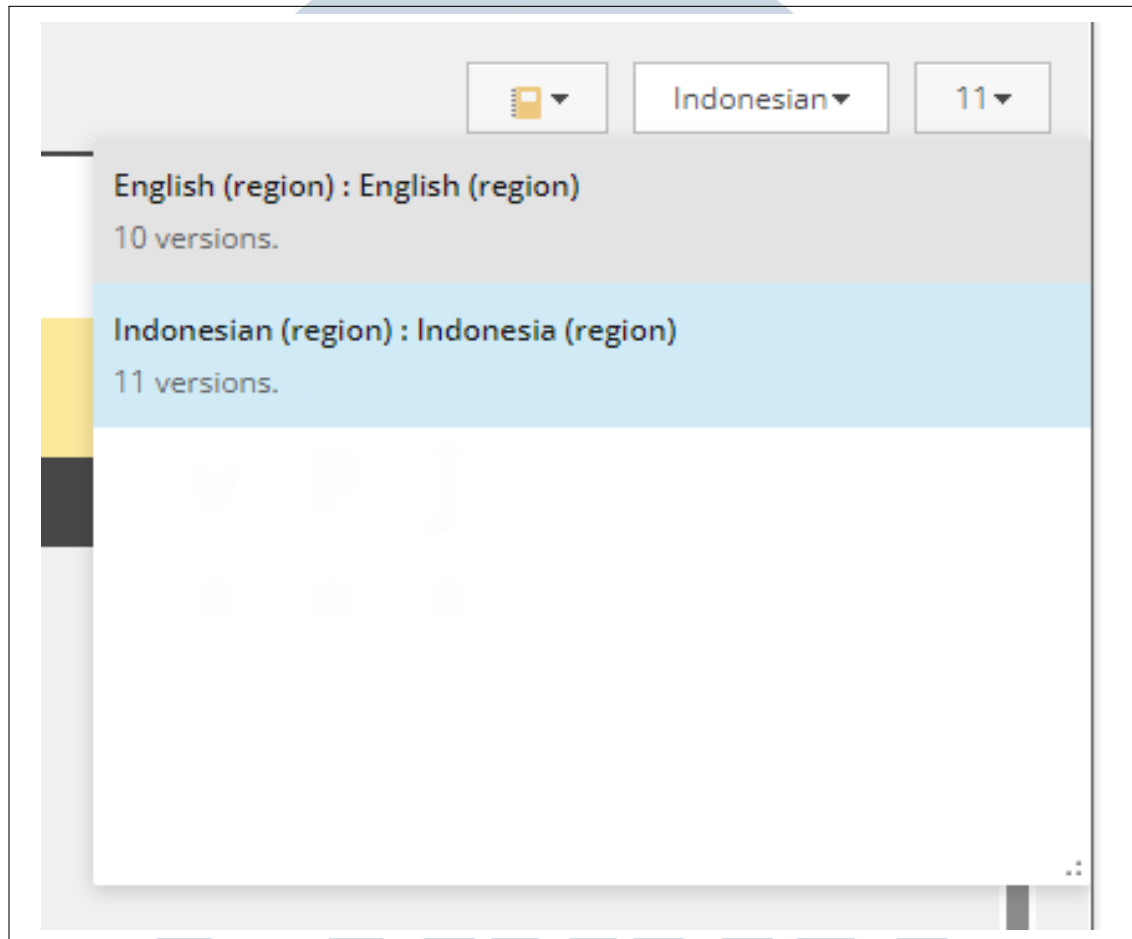 Indonesian
11
English (region) : English (region)
10 versions.
Indonesian (region) : Indonesia (region)
11 versions.